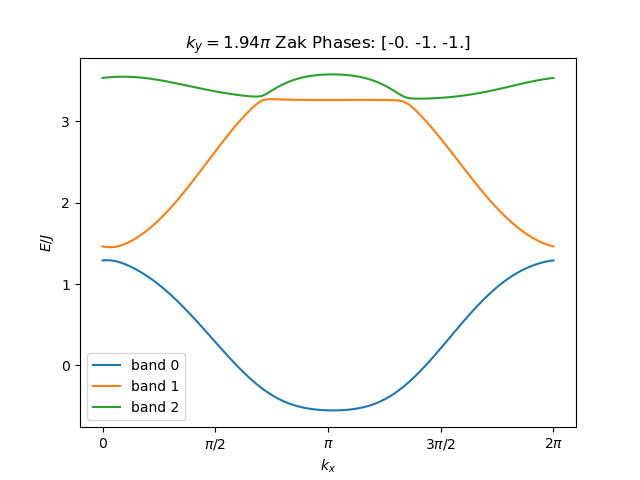 k_y = 1.94π Zak Phases: [-0. -1. -1.]
E/J
3
2
1
0
band 0
band 1
band 2
0
π/2
π
3π/2
2π
k_x